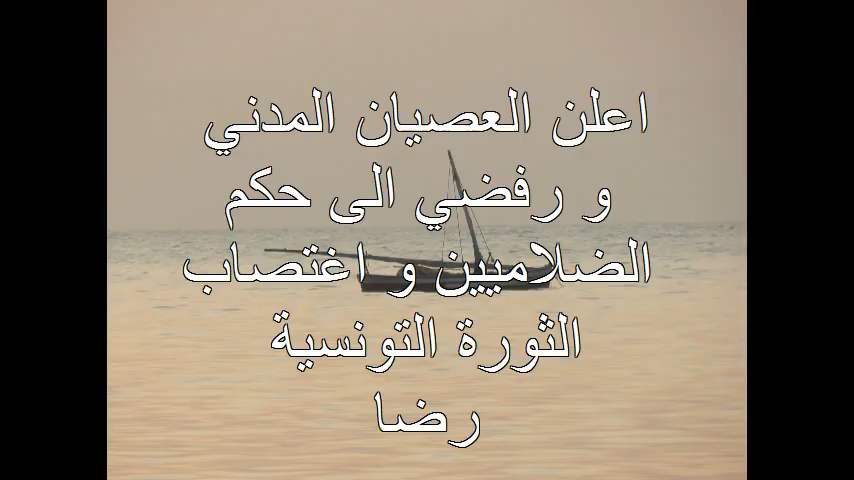 اعلن العصيان المدني
و رفضي الى حكم
الضلاميين و اغتصاب
الثورة التونسية
رضا